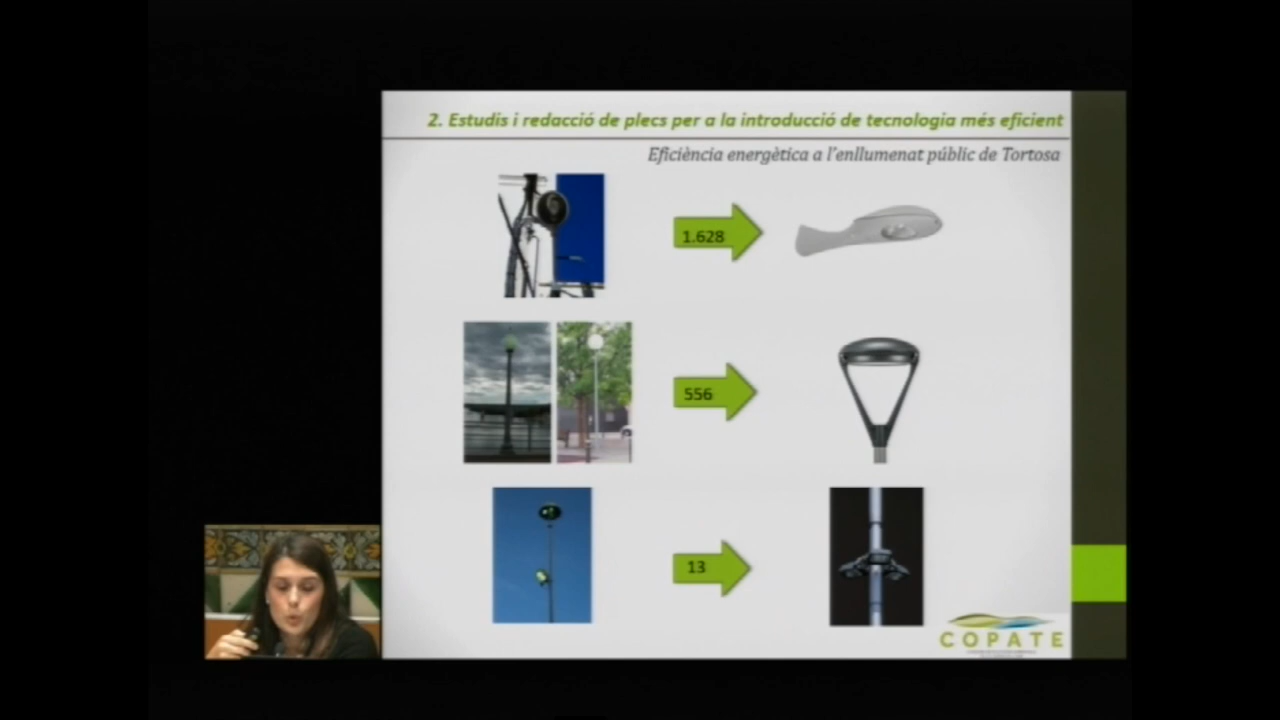 2. Estudis i redacció de plecs per a la introducció de tecnologia més eficient
Eficiència energètica a l'enllumenat públic de Tortosa
1.628
556
13
COPATE